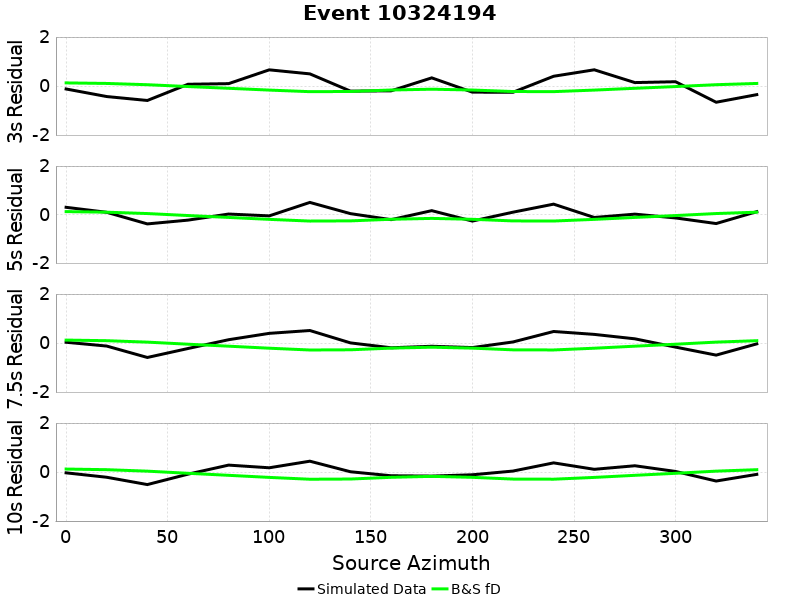 Event 10324194
3s Residual
2
0
-2
5s Residual
2
0
-2
7.5s Residual
2
0
-2
10s Residual
2
0
-2
0 50 100 150 200 250 300
Source Azimuth
Simulated Data B&S fD